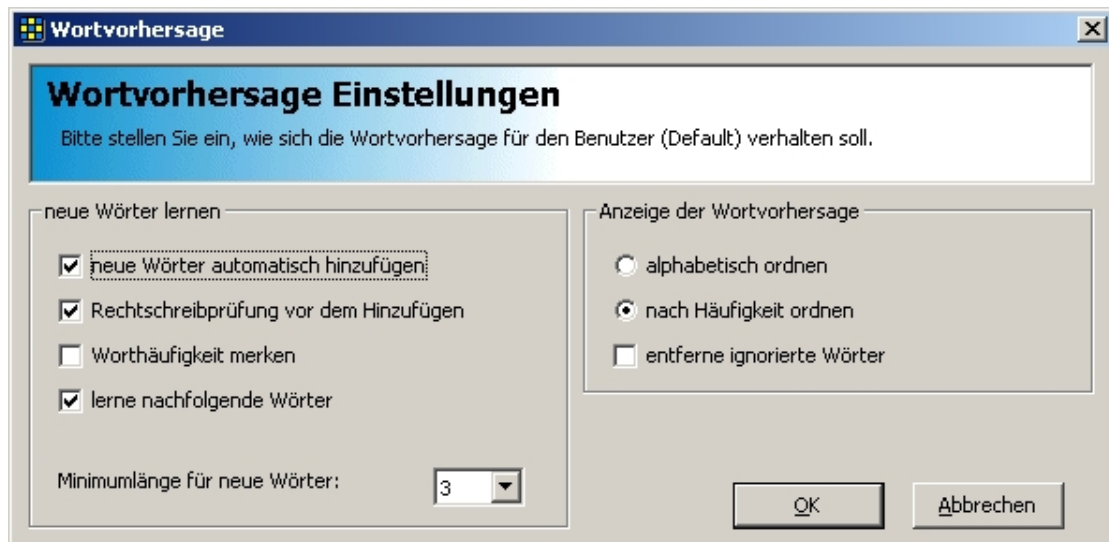 Wortvorhersage
Wortvorhersage Einstellungen
Bitte stellen Sie ein, wie sich die Wortvorhersage für den Benutzer (Default) verhalten soll.
neue Wörter lernen
neue Wörter automatisch hinzufügen
Rechtschreibprüfung vor dem Hinzufügen
Worthäufigkeit merken
lerne nachfolgende Wörter
Minimumlänge für neue Wörter:
3
Anzeige der Wortvorhersage
alphabetisch ordnen
nach Häufigkeit ordnen
entferne ignorierte Wörter
OK
Abbrechen